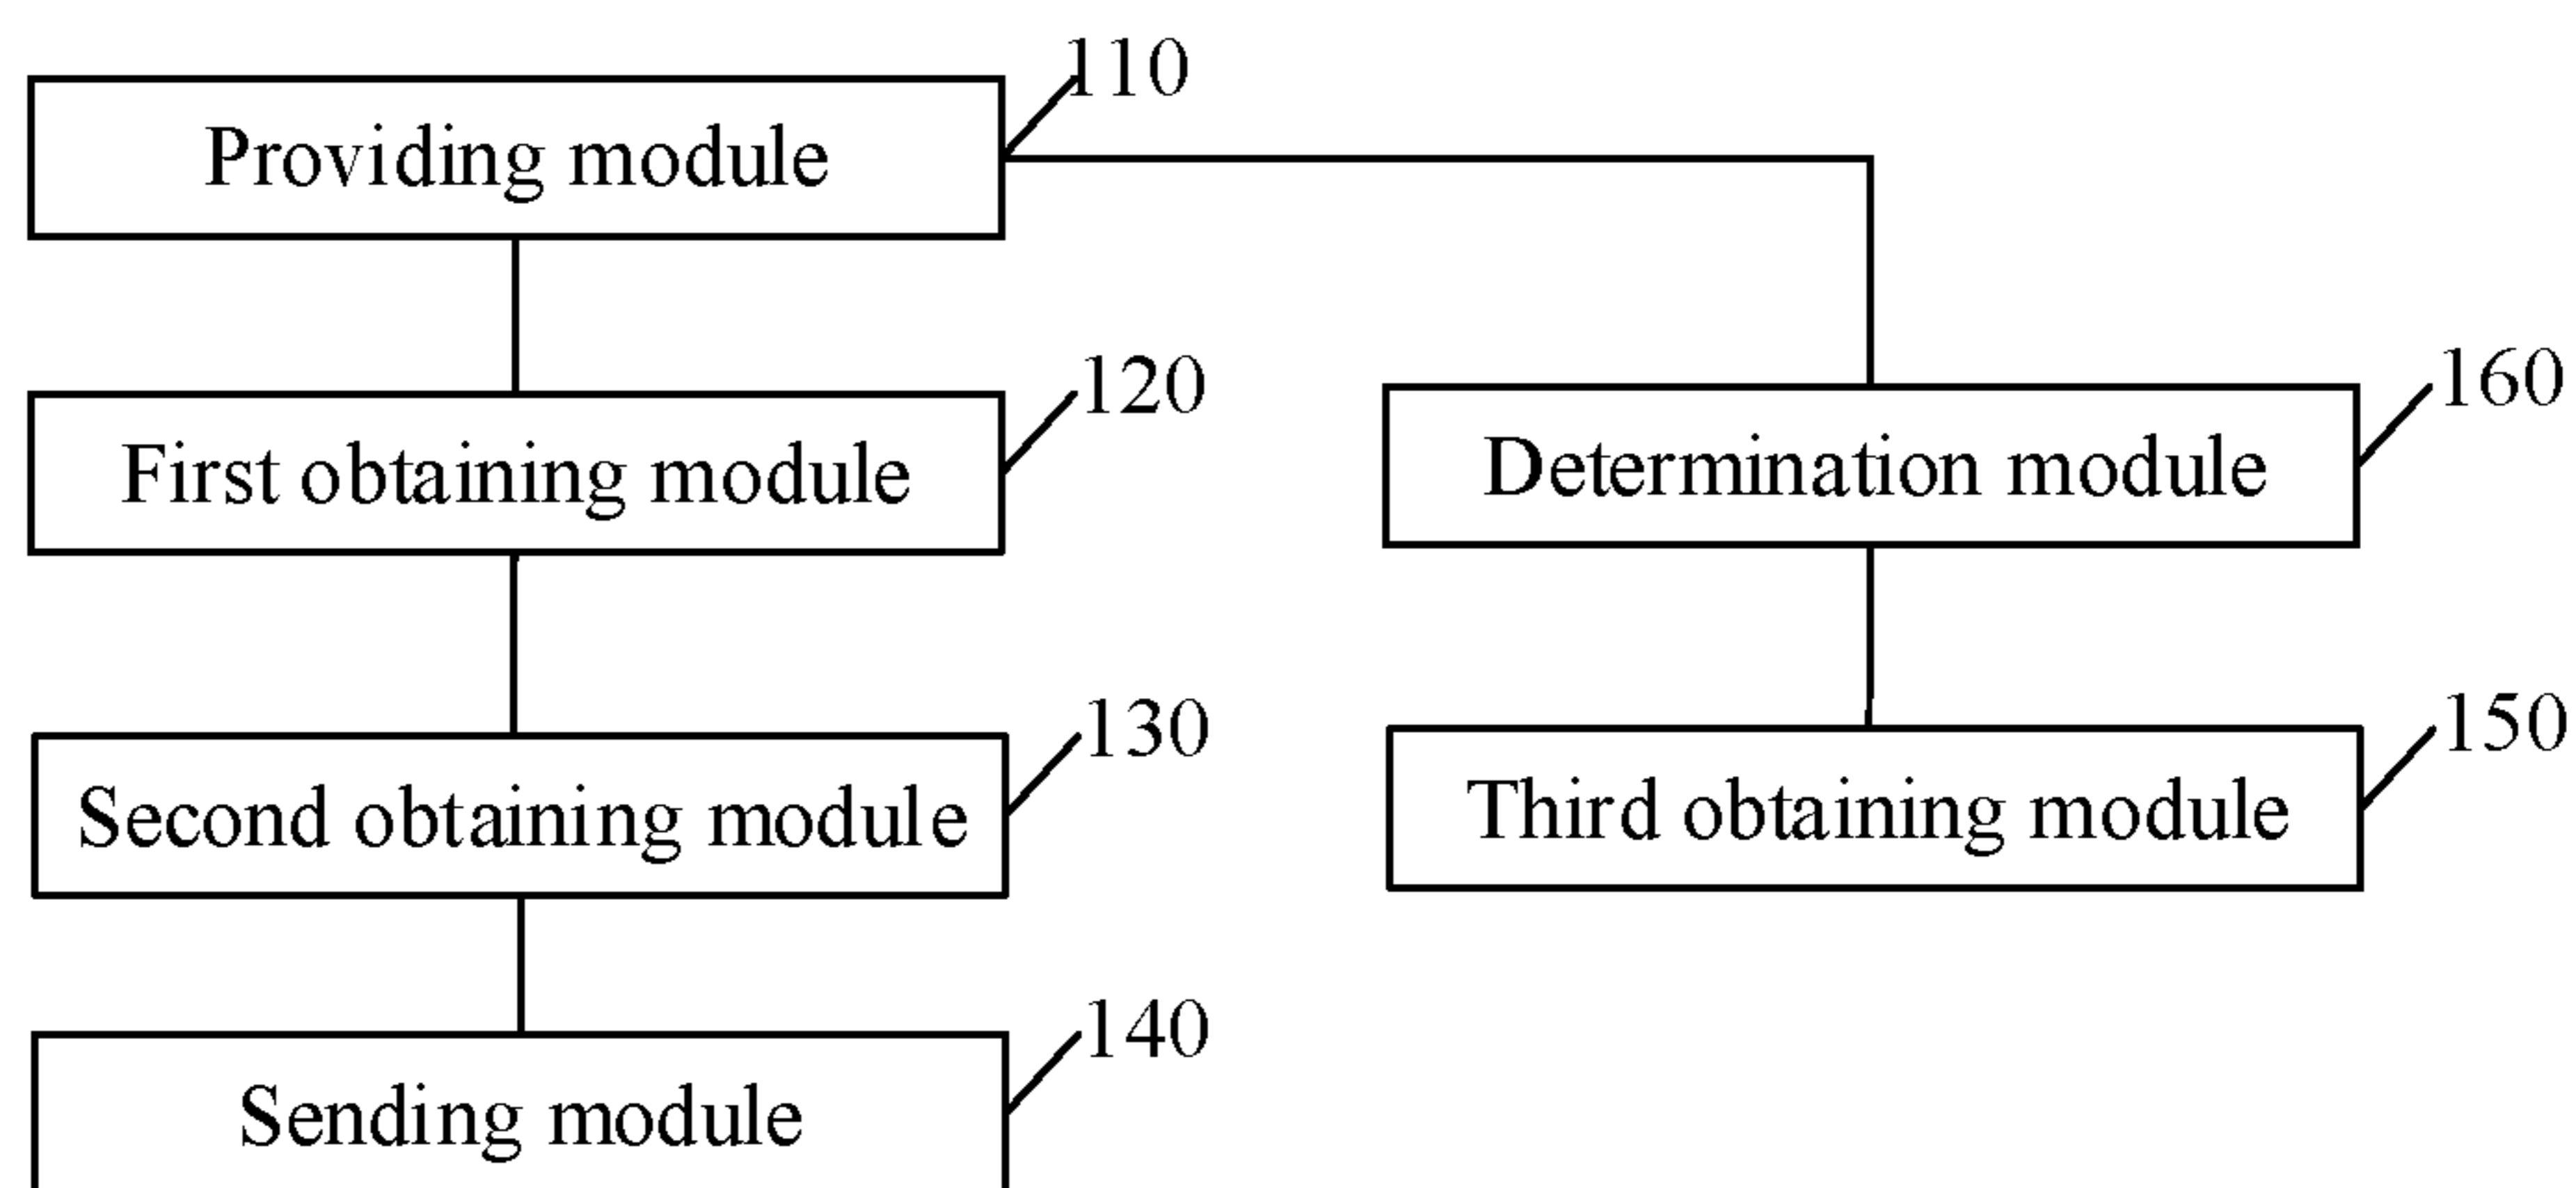 110
Providing module
120
First obtaining module
160
Determination module
130
Second obtaining module
150
Third obtaining module
140
Sending module